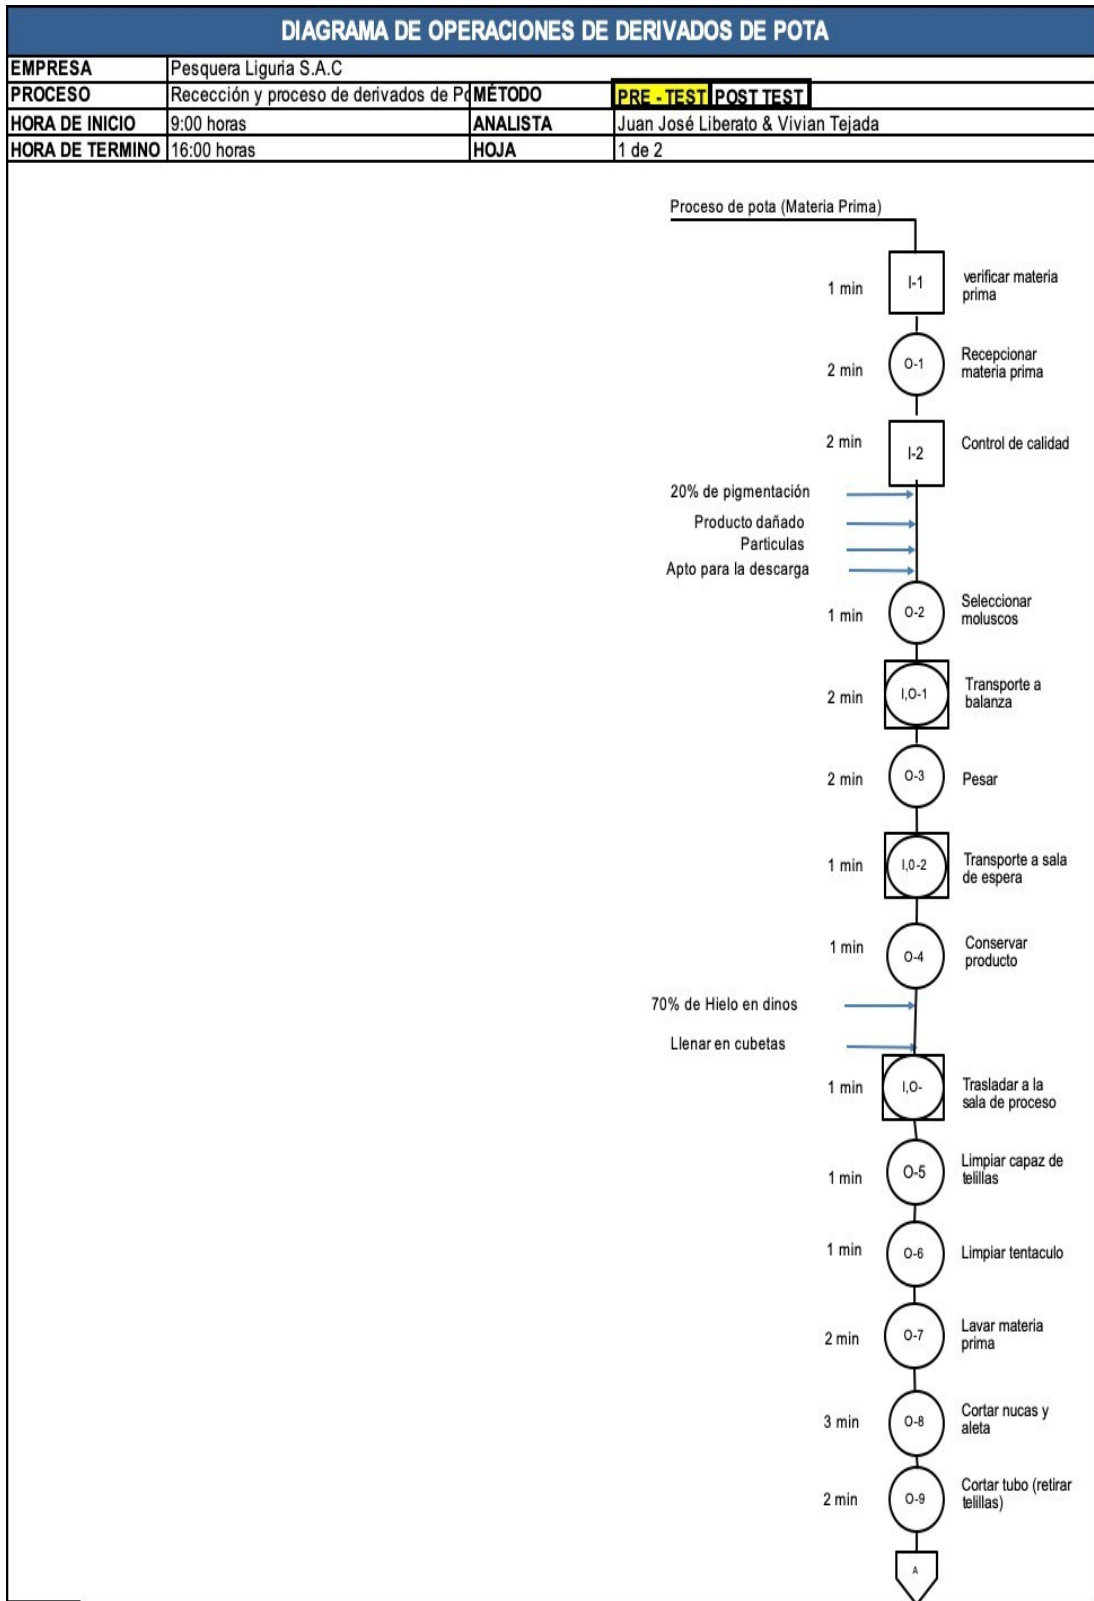 DIAGRAMA DE OPERACIONES DE DERIVADOS DE POTA
EMPRESA Pesquera Liguria S.A.C
PROCESO Recección y proceso de derivados de Po MÉTODO PRE - TEST POST TEST
HORA DE INICIO 9:00 horas ANALISTA Juan José Liberato & Vivian Tejada
HORA DE TERMINO 16:00 horas HOJA 1 de 2
Proceso de pota (Materia Prima)
1 min I-1 verificar materia
prima
2 min O-1 Recepcionar
materia prima
2 min I-2 Control de calidad
20% de pigmentación
Producto dañado
Particulas
Apto para la descarga
1 min O-2 Seleccionar
moluscos
2 min I,O-1 Transporte a
balanza
2 min O-3 Pesar
1 min I,0-2 Transporte a sala
de espera
1 min O-4 Conservar
producto
70% de Hielo en dinos
Llenar en cubetas
1 min I,O- Trasladar a la
sala de proceso
1 min O-5 Limpiar capaz de
telillas
1 min O-6 Limpiar tentaculo
2 min O-7 Lavar materia
prima
3 min O-8 Cortar nucas y
aleta
2 min O-9 Cortar tubo (retirar
telillas)
A